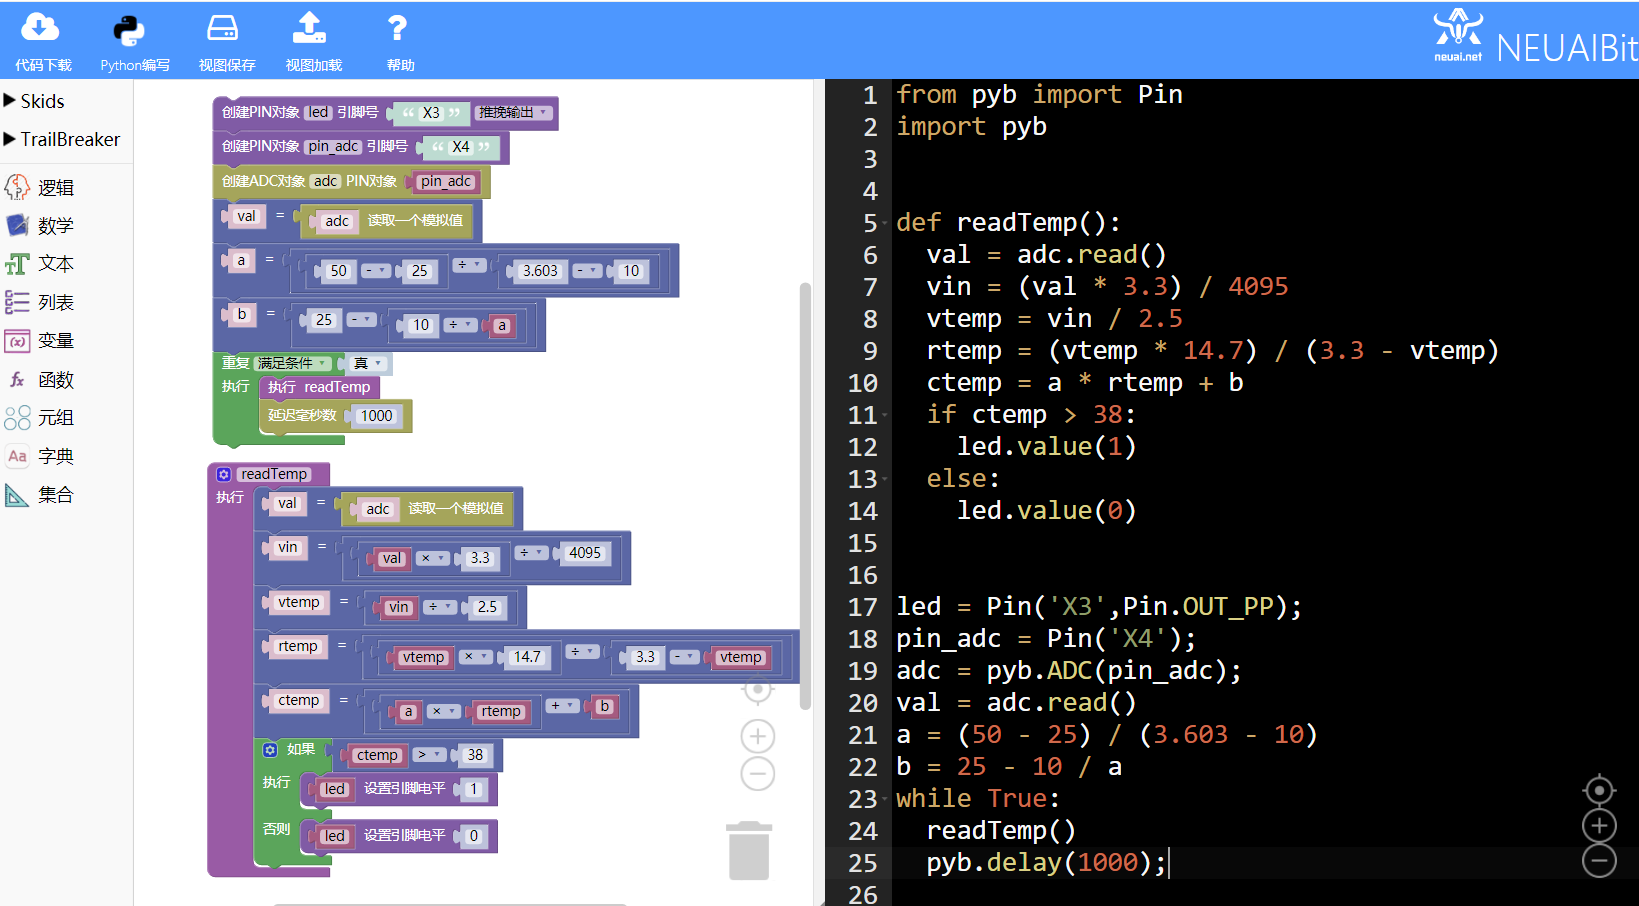 代码下载 Python编写 视图保存 视图加载 帮助
neuai.net NEUAIBit
Skids
TrailBreaker
逻辑
数学
文本
列表
变量
函数
元组
Aa 字典
集合
创建PIN对象 led 引脚号 “ X3 ” 推挽输出
创建PIN对象 pin_adc 引脚号 “ X4 ”
创建ADC对象 adc PIN对象 pin_adc
val = adc 读取一个模拟值
a = 50 - 25 ÷ 3.603 - 10
b = 25 - 10 ÷ a
重复 满足条件 真
执行 执行 readTemp
延迟毫秒数 1000
readTemp
执行 val = adc 读取一个模拟值
vin = val × 3.3 ÷ 4095
vtemp = vin ÷ 2.5
rtemp = vtemp × 14.7 ÷ 3.3 - vtemp
ctemp = a × rtemp + b
如果 ctemp > 38
执行 led 设置引脚电平 1
否则 led 设置引脚电平 0
1 from pyb import Pin
2 import pyb
3
4
5 def readTemp():
6 val = adc.read()
7 vin = (val * 3.3) / 4095
8 vtemp = vin / 2.5
9 rtemp = (vtemp * 14.7) / (3.3 - vtemp)
10 ctemp = a * rtemp + b
11 if ctemp > 38:
12 led.value(1)
13 else:
14 led.value(0)
15
16
17 led = Pin('X3',Pin.OUT_PP);
18 pin_adc = Pin('X4');
19 adc = pyb.ADC(pin_adc);
20 val = adc.read()
21 a = (50 - 25) / (3.603 - 10)
22 b = 25 - 10 / a
23 while True:
24 readTemp()
25 pyb.delay(1000);
26